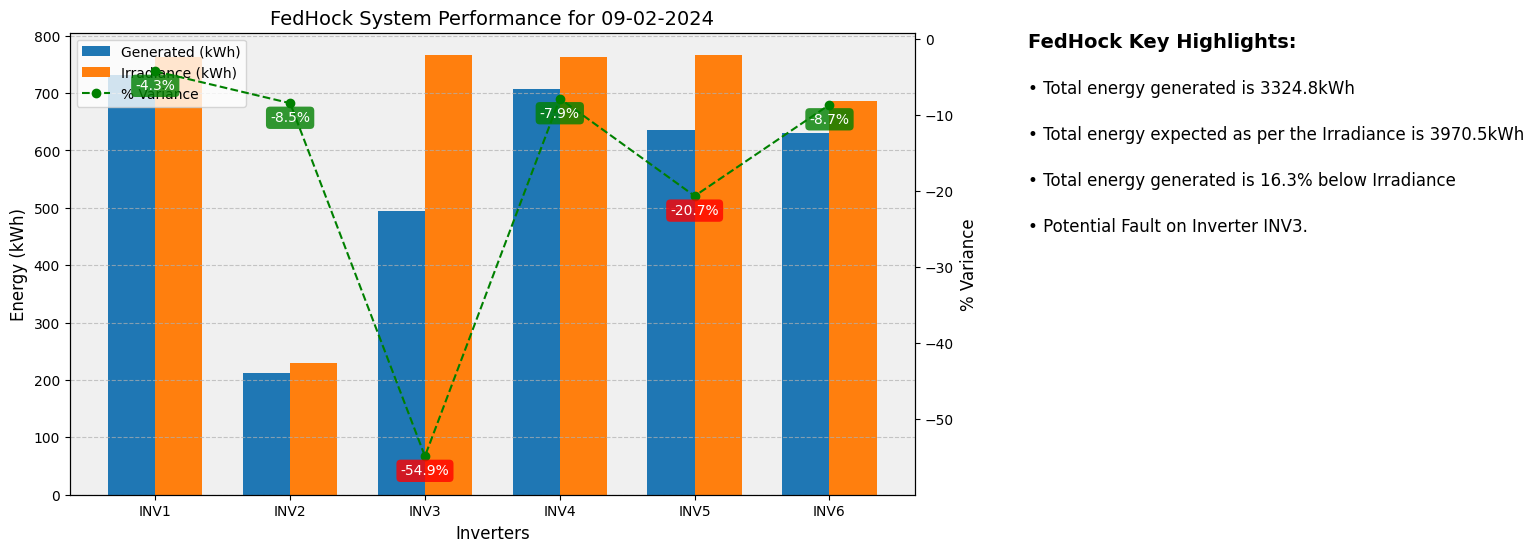 FedHock System Performance for 09-02-2024
Generated (kWh)
Irradiance (kWh)
% Variance
800
700
600
500
400
300
200
100
0
Energy (kWh)
-4.3%
-8.5%
-54.9%
-7.9%
-20.7%
-8.7%
0
−10
−20
−30
−40
−50
% Variance
INV1 INV2 INV3 INV4 INV5 INV6
Inverters
FedHock Key Highlights:
• Total energy generated is 3324.8kWh
• Total energy expected as per the Irradiance is 3970.5kWh
• Total energy generated is 16.3% below Irradiance
• Potential Fault on Inverter INV3.